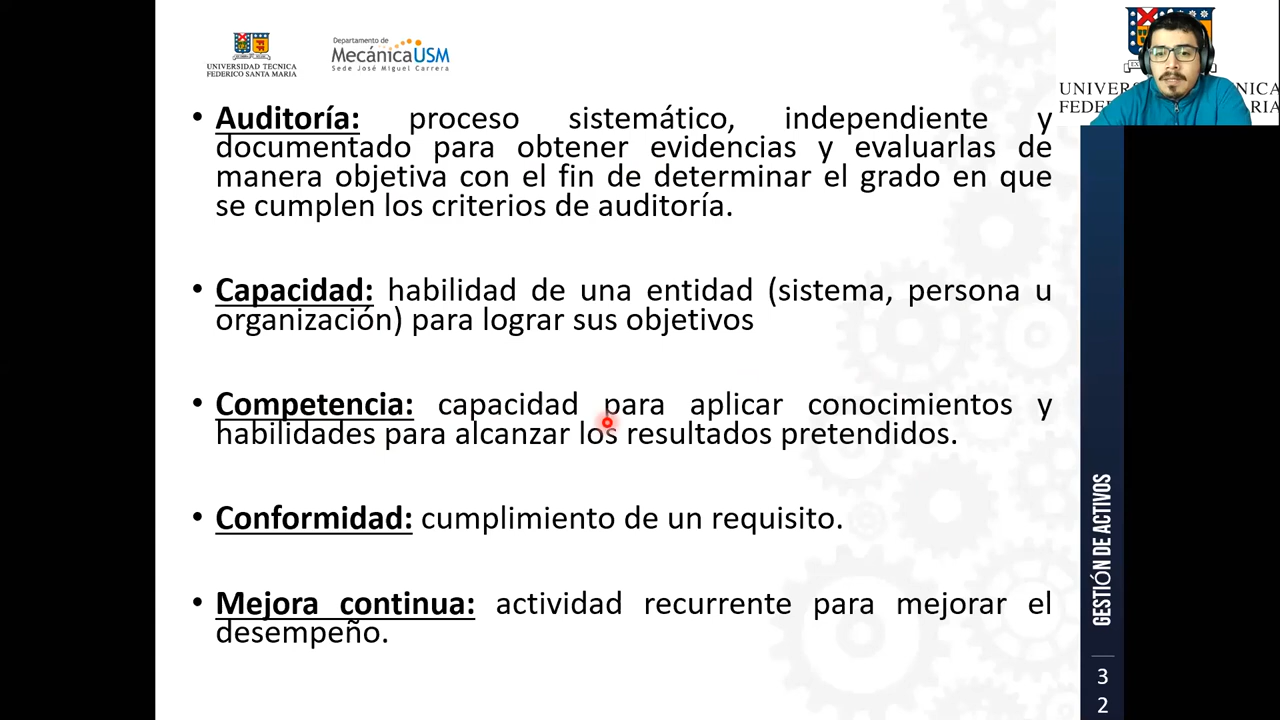 UNIVERSIDAD TECNICA
FEDERICO SANTA MARIA
Departamento de
MecánicaUSM
Sede José Miguel Carrera
• Auditoría: proceso sistemático, independiente y
documentado para obtener evidencias y evaluarlas de
manera objetiva con el fin de determinar el grado en que
se cumplen los criterios de auditoría.
• Capacidad: habilidad de una entidad (sistema, persona u
organización) para lograr sus objetivos
• Competencia: capacidad para aplicar conocimientos y
habilidades para alcanzar los resultados pretendidos.
• Conformidad: cumplimiento de un requisito.
• Mejora continua: actividad recurrente para mejorar el
desempeño.
GESTIÓN DE ACTIVOS
3
2